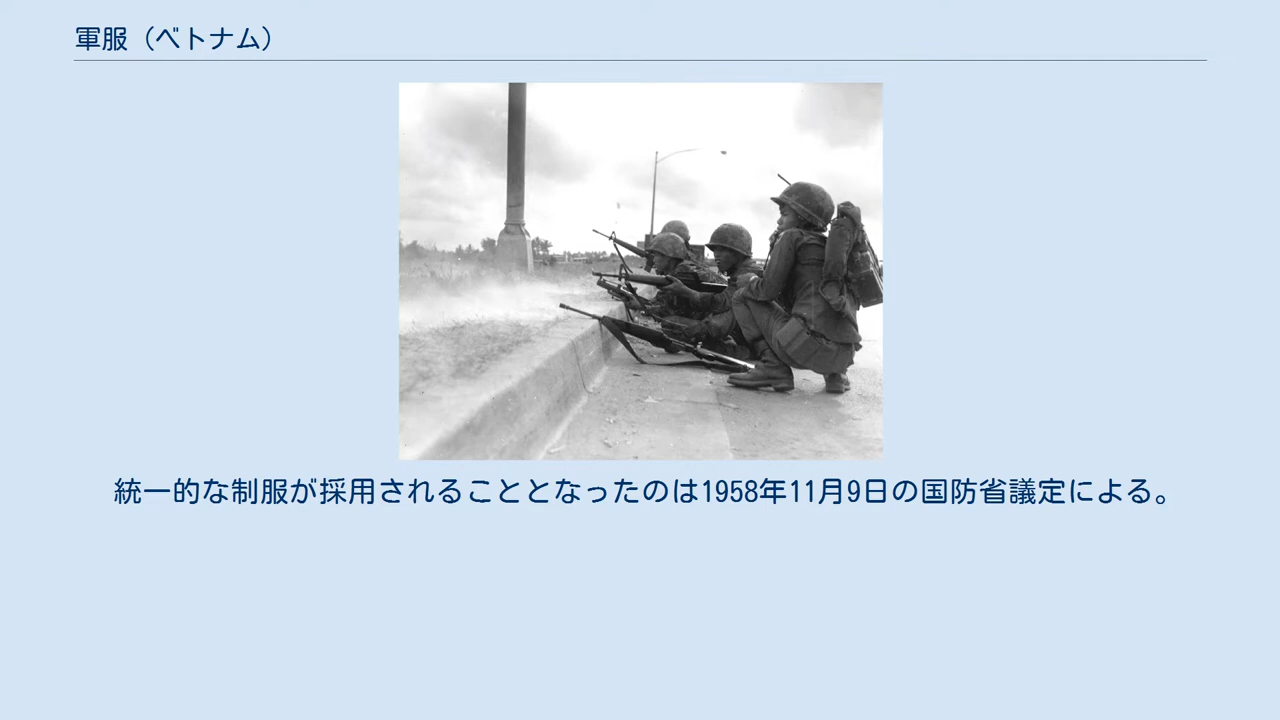 軍服（ベトナム）
統一的な制服が採用されることとなったのは1958年11月9日の国防省議定による。